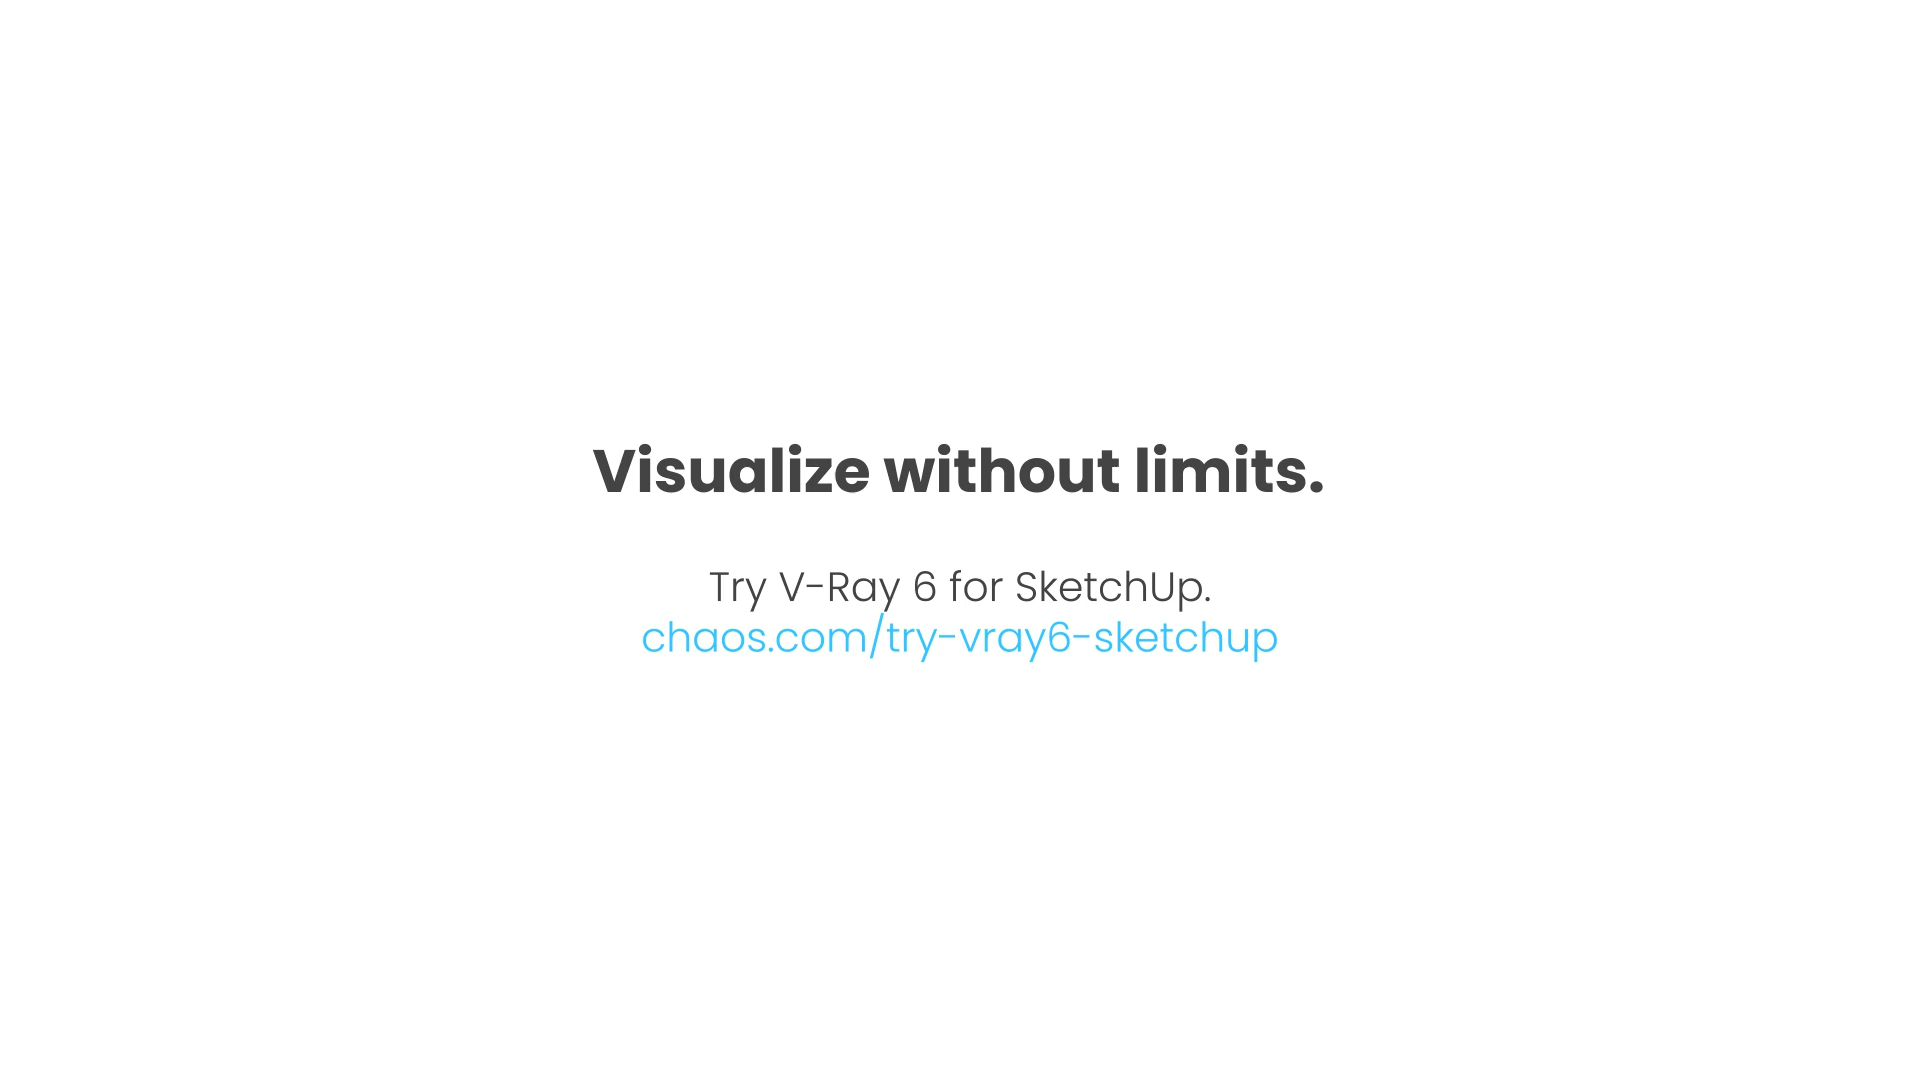 Visualize without limits.
Try V-Ray 6 for SketchUp.
chaos.com/try-vray6-sketchup